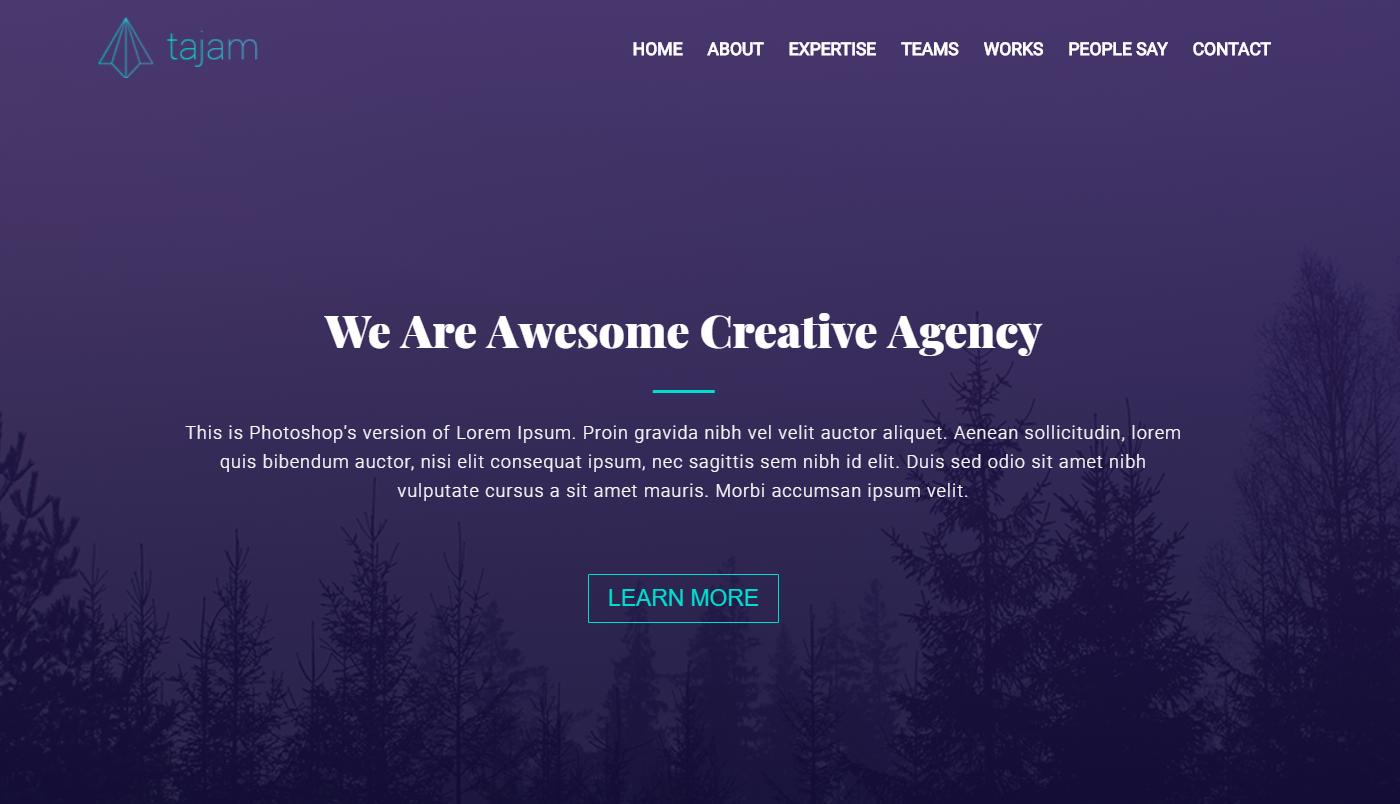 tajam
HOME ABOUT EXPERTISE TEAMS WORKS PEOPLE SAY CONTACT
We Are Awesome Creative Agency
This is Photoshop's version of Lorem Ipsum. Proin gravida nibh vel velit auctor aliquet. Aenean sollicitudin, lorem
quis bibendum auctor, nisi elit consequat ipsum, nec sagittis sem nibh id elit. Duis sed odio sit amet nibh
vulputate cursus a sit amet mauris. Morbi accumsan ipsum velit.
LEARN MORE